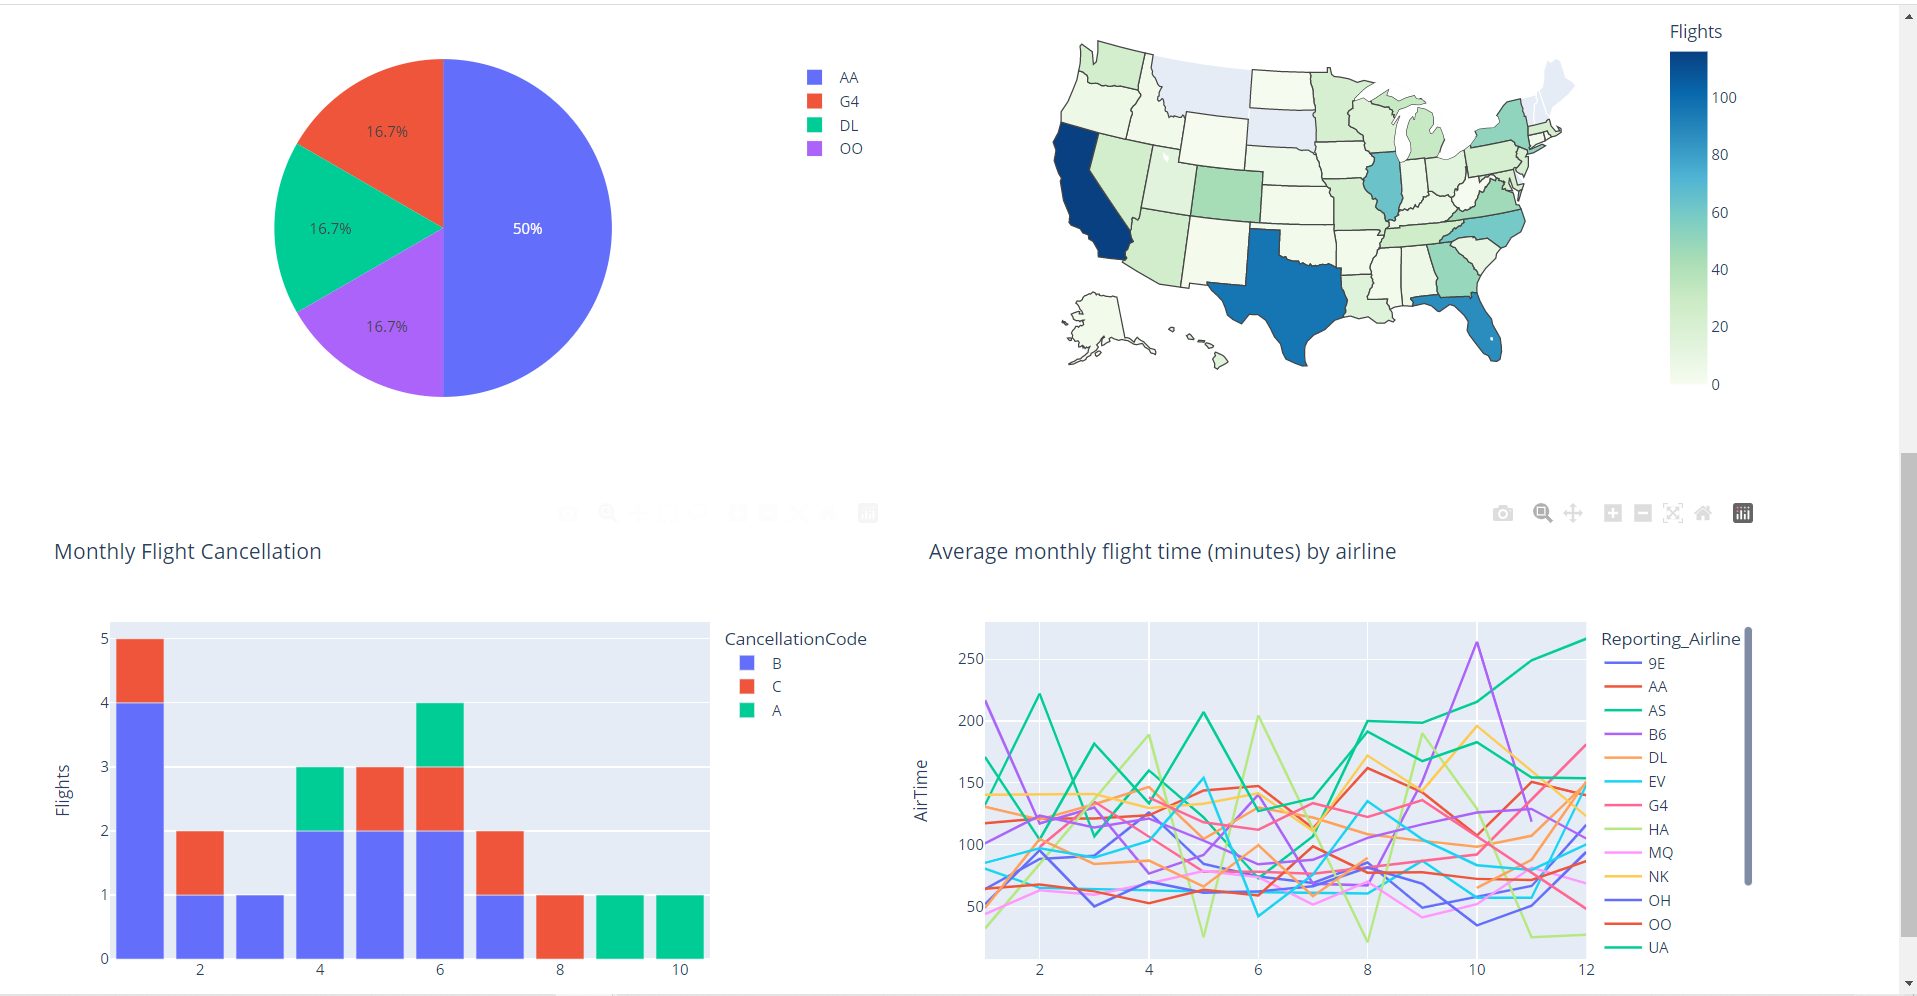 AA
G4
DL
OO
16.7%
16.7%
50%
16.7%
Flights
100
80
60
40
20
0
Monthly Flight Cancellation
Flights
5
4
3
2
1
0
2
4
6
8
10
CancellationCode
B
C
A
Average monthly flight time (minutes) by airline
AirTime
250
200
150
100
50
2
4
6
8
10
12
Reporting_Airline
9E
AA
AS
B6
DL
EV
G4
HA
MQ
NK
OH
OO
UA